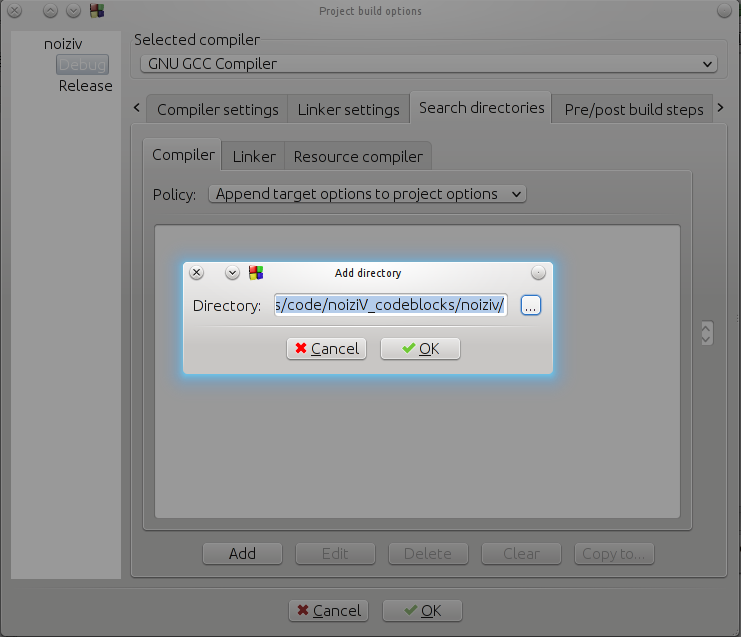 Project build options
noiziv
Debug
Release
Selected compiler
GNU GCC Compiler
Compiler settings
Linker settings
Search directories
Pre/post build steps
Compiler
Linker
Resource compiler
Policy:
Append target options to project options
Add directory
Directory:
s/code/noiziV_codeblocks/noiziv/
...
Cancel
OK
Add
Edit
Delete
Clear
Copy to...
Cancel
OK